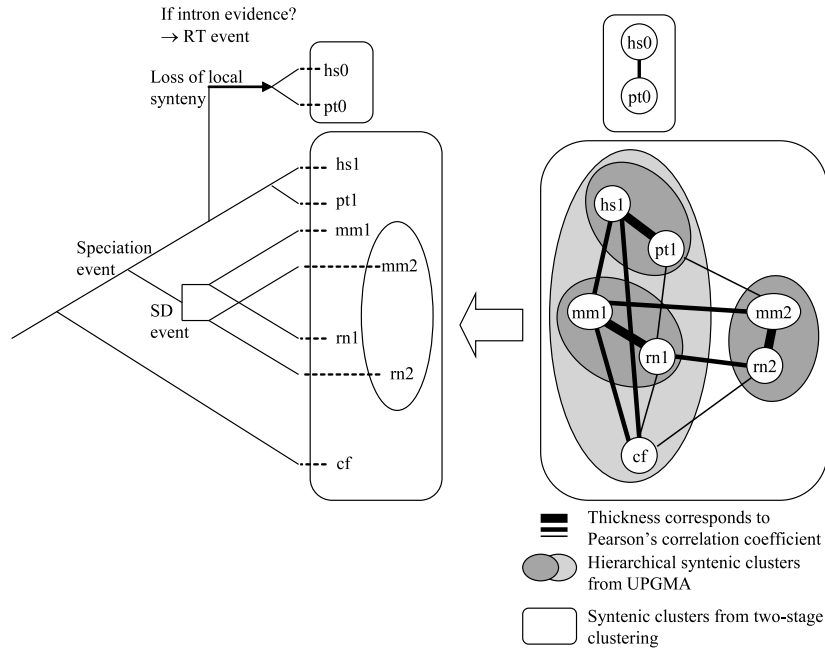 If intron evidence?
→ RT event
Loss of local
synteny
hs0
pt0
hs1
pt1
mm1
mm2
Speciation
event
SD
event
rn1
rn2
cf
hs0
pt0
hs1
pt1
mm1
mm2
rn1
rn2
cf
Thickness corresponds to
Pearson’s correlation coefficient
Hierarchical syntenic clusters
from UPGMA
Syntenic clusters from two-stage
clustering